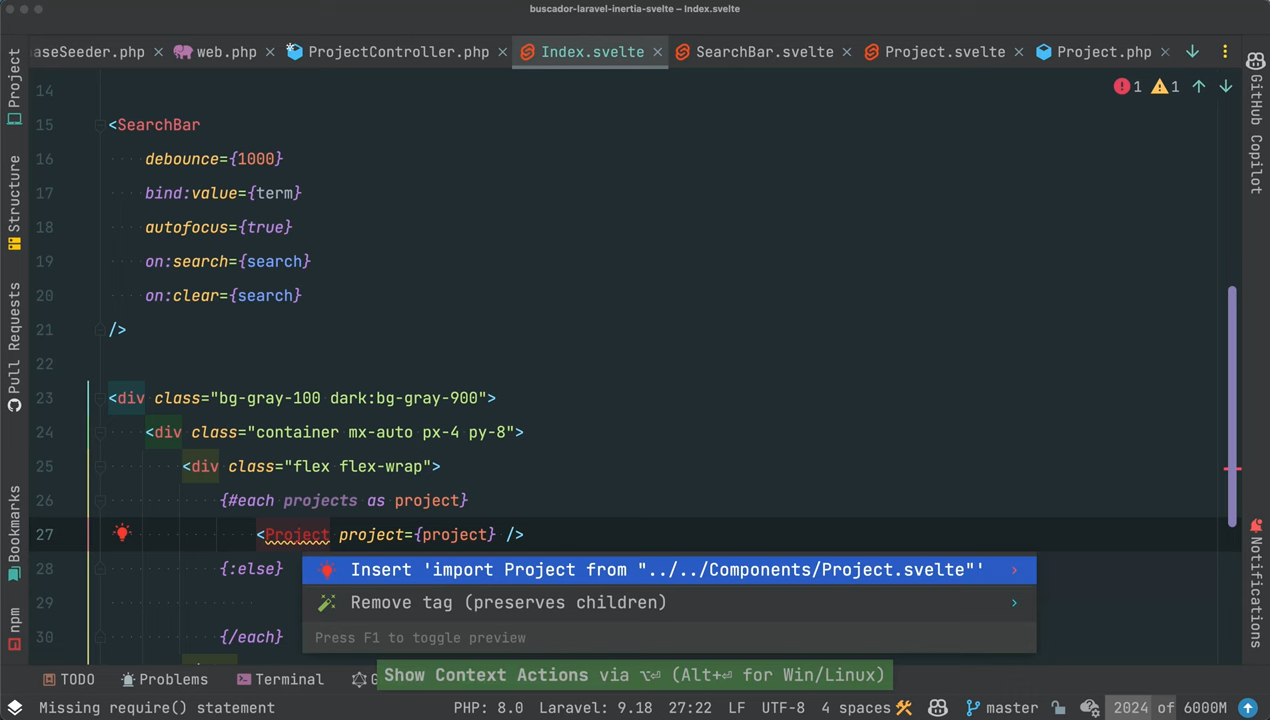 buscador-laravel-inertia-svelte – Index.svelte
aseSeeder.php
web.php
ProjectController.php
Index.svelte
SearchBar.svelte
Project.svelte
Project.php
Project
Structure
Pull Requests
Bookmarks
npm
1
1
14
15 <SearchBar
16 debounce={1000}
17 bind:value={term}
18 autofocus={true}
19 on:search={search}
20 on:clear={search}
21 />
22
23 <div class="bg-gray-100 dark:bg-gray-900">
24 <div class="container mx-auto px-4 py-8">
25 <div class="flex flex-wrap">
26 {#each projects as project}
27 <Project project={project} />
28 {:else}
29
30 {/each}
Insert 'import Project from "../../Components/Project.svelte"'
Remove tag (preserves children)
Press F1 to toggle preview
GitHub Copilot
Notifications
TODO
Problems
Terminal
Show Context Actions via ⌥⏎ (Alt+⏎ for Win/Linux)
Missing require() statement
PHP: 8.0
Laravel: 9.18
27:22
LF
UTF-8
4 spaces
master
2024 of 6000M